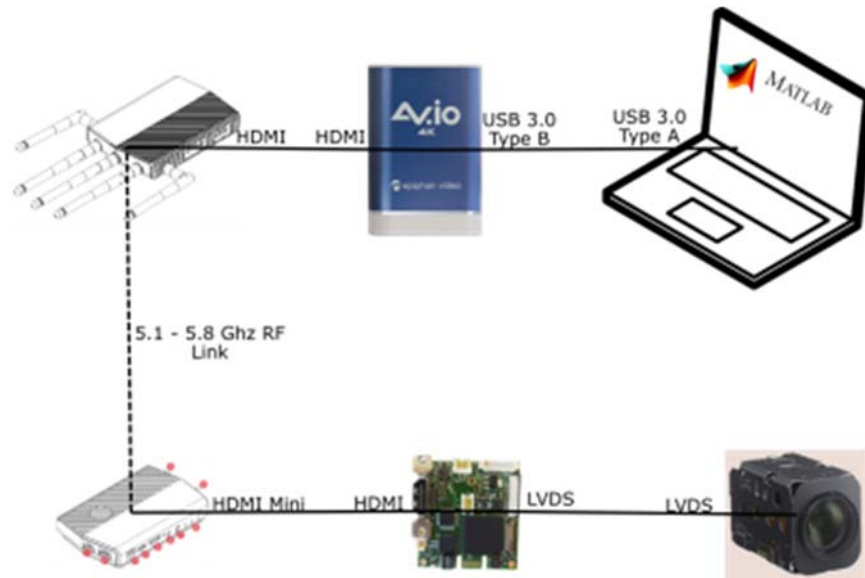 MATLAB
AV.io
4K
epiphan video
HDMI
HDMI
USB 3.0
Type B
USB 3.0
Type A
5.1 - 5.8 Ghz RF
Link
HDMI Mini
HDMI
LVDS
LVDS